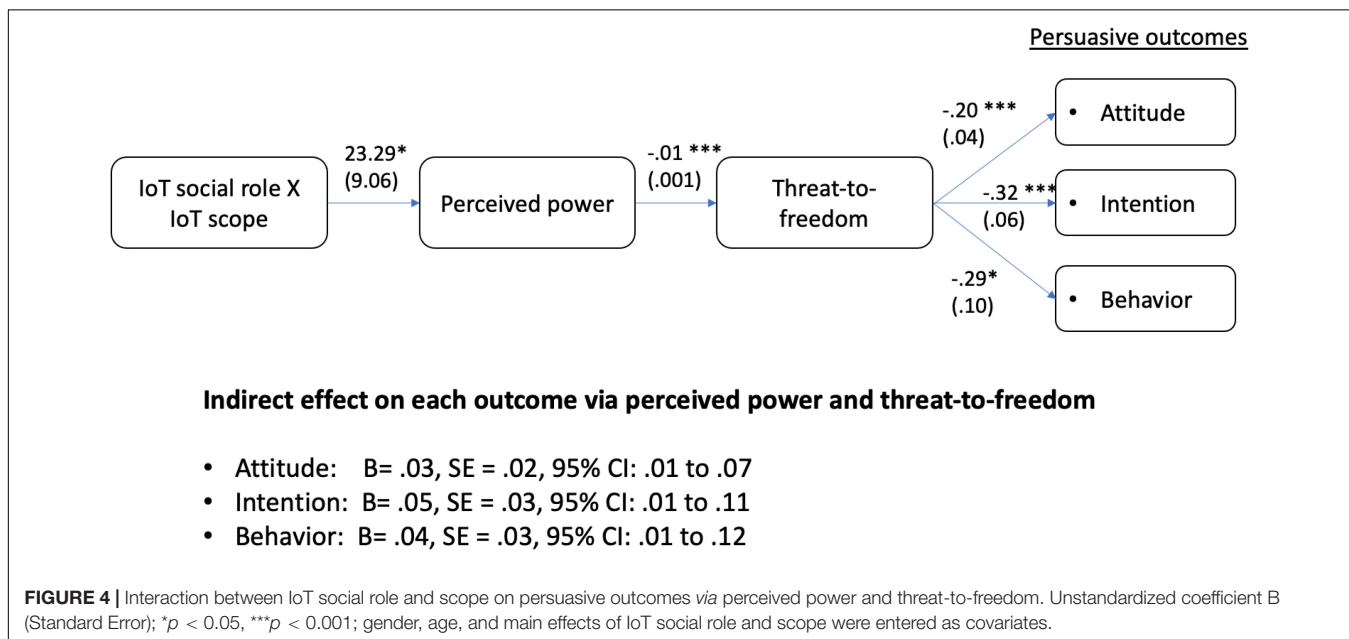 Persuasive outcomes
IoT social role X
IoT scope
23.29*
(9.06)
Perceived power
-.01 ***
(.001)
Threat-to-
freedom
-.20 ***
(.04)
• Attitude
-.32 ***
(.06)
• Intention
-.29*
(.10)
• Behavior
Indirect effect on each outcome via perceived power and threat-to-freedom
• Attitude: B= .03, SE = .02, 95% CI: .01 to .07
• Intention: B= .05, SE = .03, 95% CI: .01 to .11
• Behavior: B= .04, SE = .03, 95% CI: .01 to .12
FIGURE 4 | Interaction between IoT social role and scope on persuasive outcomes via perceived power and threat-to-freedom. Unstandardized coefficient B
(Standard Error); *p < 0.05, ***p < 0.001; gender, age, and main effects of IoT social role and scope were entered as covariates.